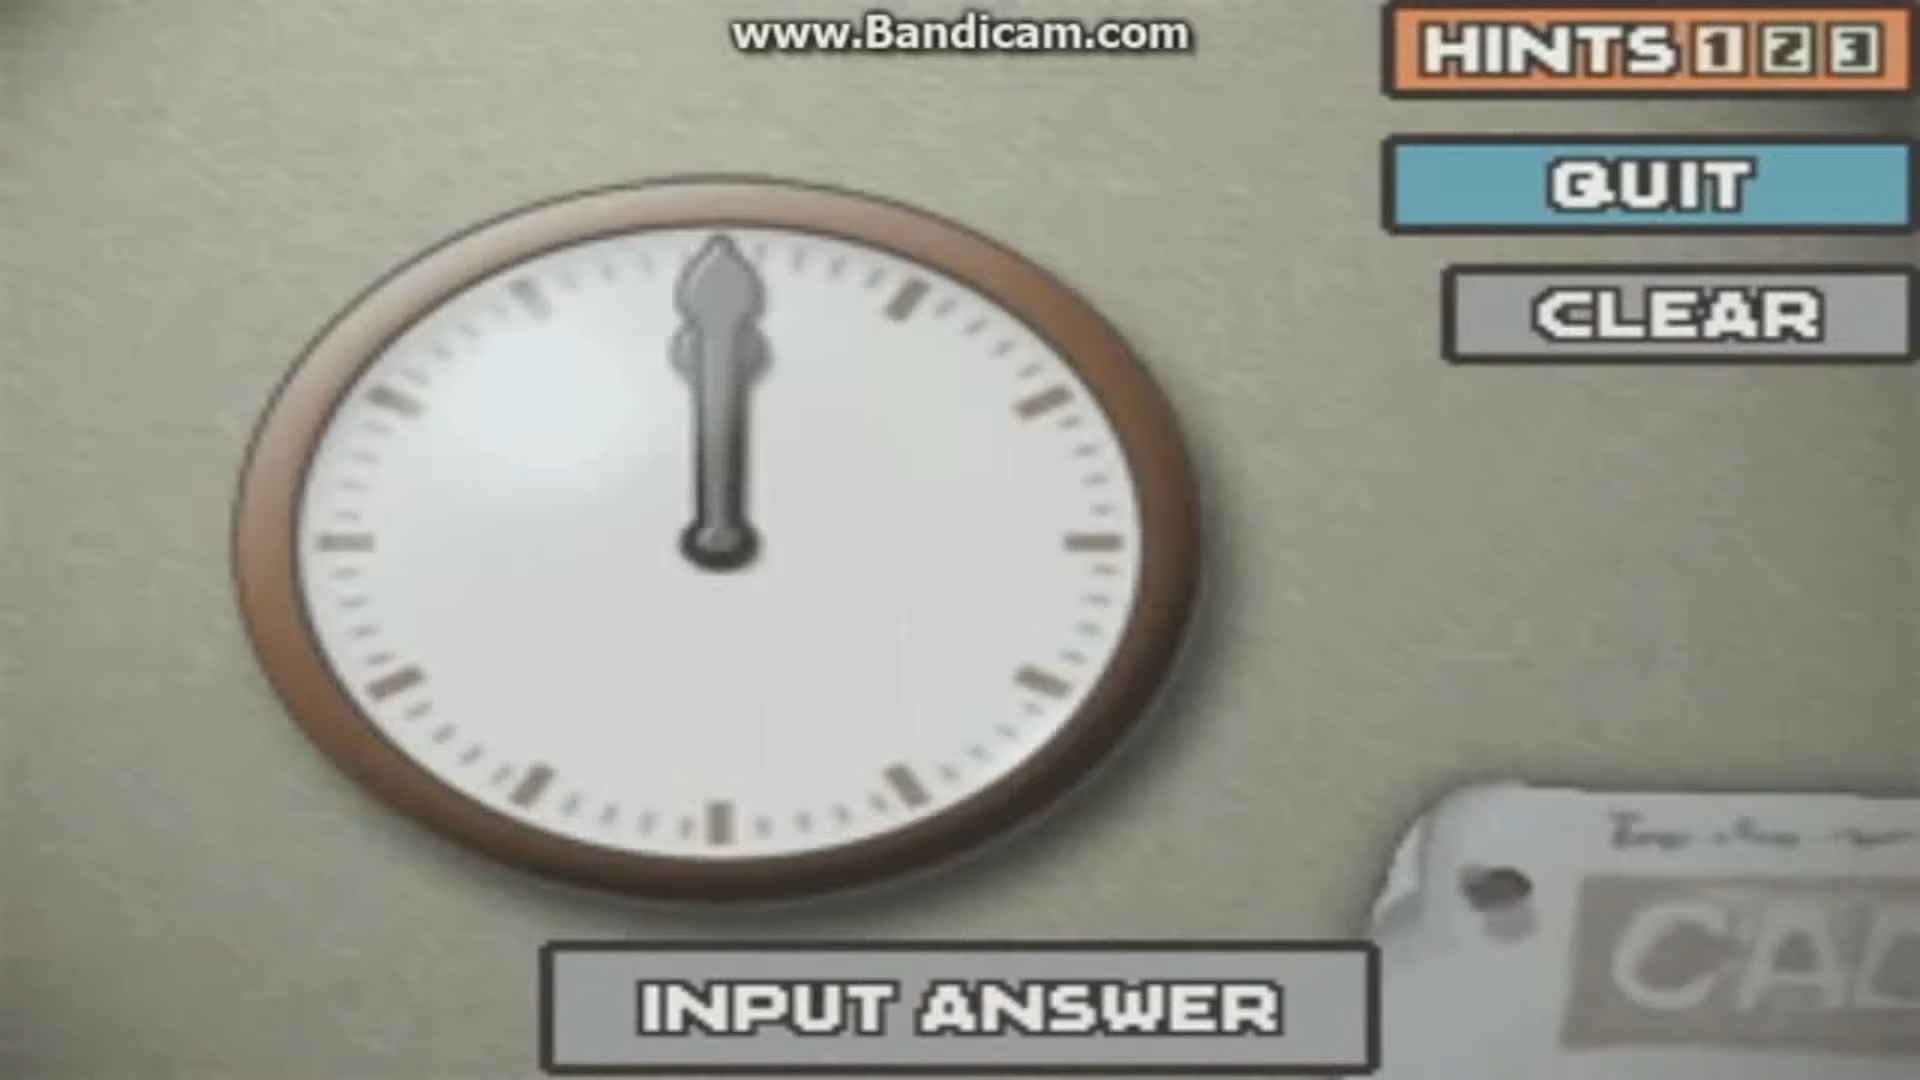 www.Bandicam.com
HINTS 1 2 3
QUIT
CLEAR
INPUT ANSWER